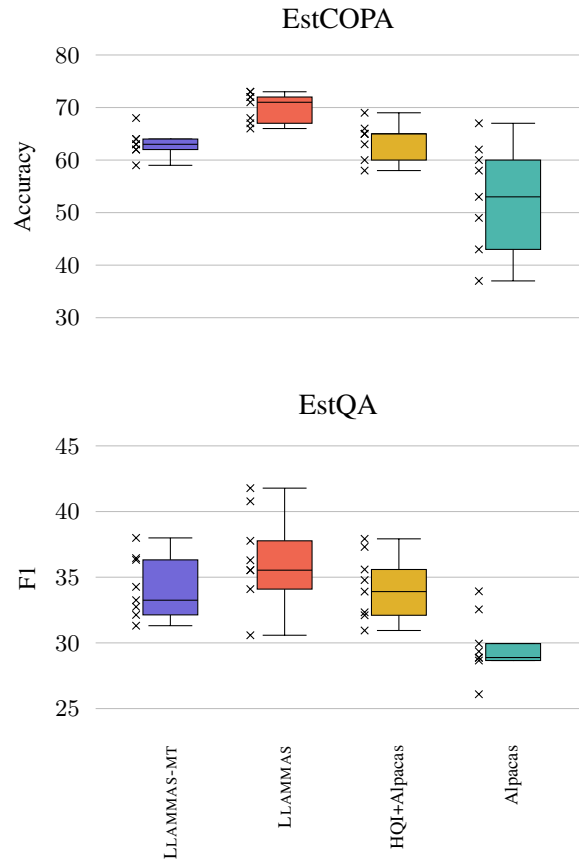 EstCOPA
80
70
60
50
40
30
Accuracy
EstQA
45
40
35
30
25
F1
LLAMMAS-MT
LLAMMAS
HQI+Alpacas
Alpacas